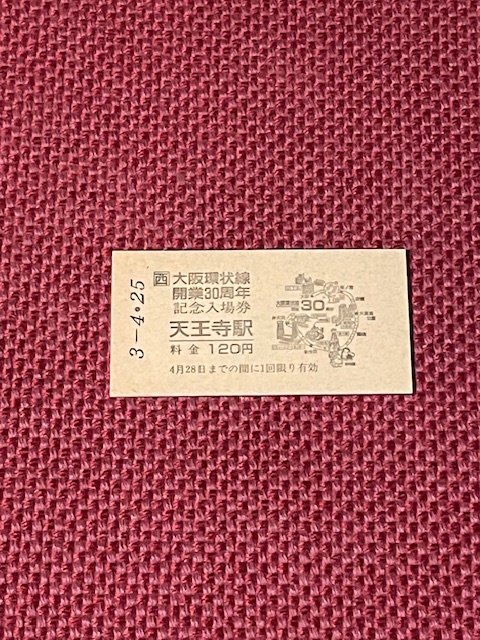 3-4.25
西 大阪環状線
開業30周年
記念入場券
天王寺駅
料金 120円
4月28日までの間に1回限り有効
30